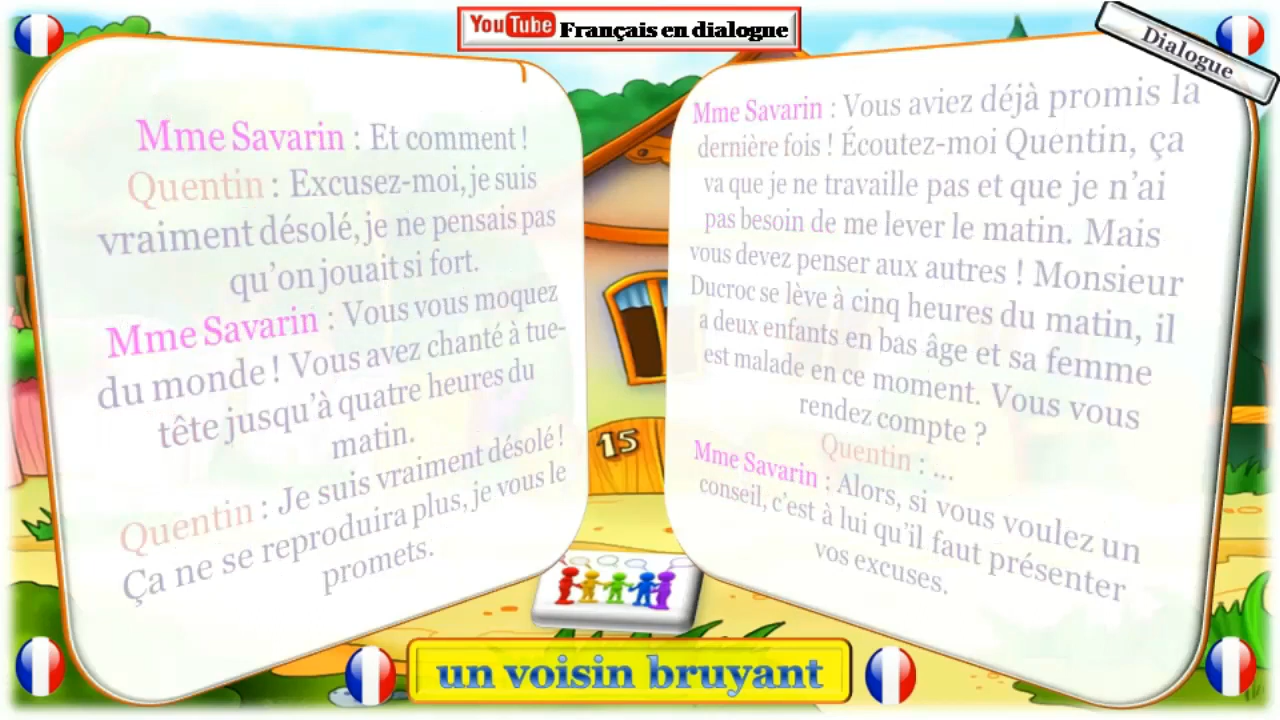 YouTube Français en dialogue
Dialogue
Mme Savarin : Et comment !
Quentin : Excusez-moi, je suis
vraiment désolé, je ne pensais pas
qu'on jouait si fort.
Mme Savarin : Vous vous moquez
du monde ! Vous avez chanté à tue-
tête jusqu'à quatre heures du
matin.
Quentin : Je suis vraiment désolé !
Ça ne se reproduira plus, je vous le
promets.
Mme Savarin : Vous aviez déjà promis la
dernière fois ! Écoutez-moi Quentin, ça
va que je ne travaille pas et que je n'ai
pas besoin de me lever le matin. Mais
vous devez penser aux autres ! Monsieur
Ducroc se lève à cinq heures du matin, il
a deux enfants en bas âge et sa femme
est malade en ce moment. Vous vous
rendez compte ?
Quentin : ...
Mme Savarin : Alors, si vous voulez un
conseil, c'est à lui qu'il faut présenter
vos excuses.
15
un voisin bruyant